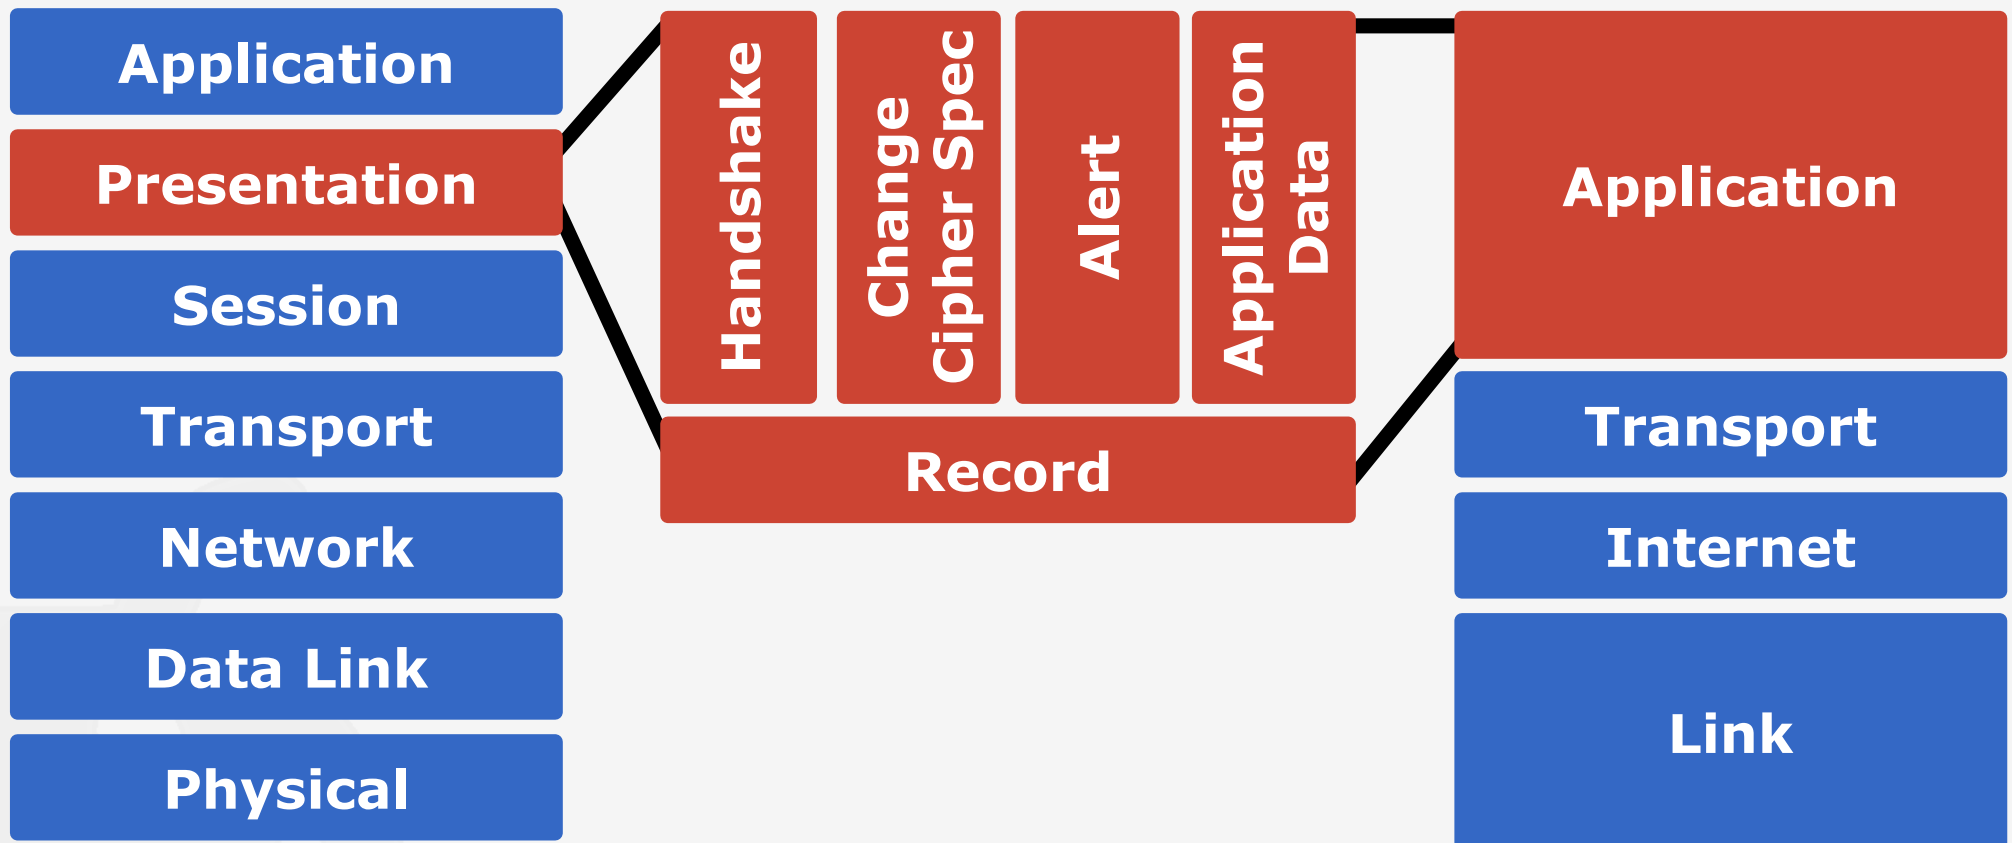 Application
Presentation
Session
Transport
Network
Data Link
Physical
Handshake
Change
Cipher Spec
Alert
Application
Data
Record
Application
Transport
Internet
Link